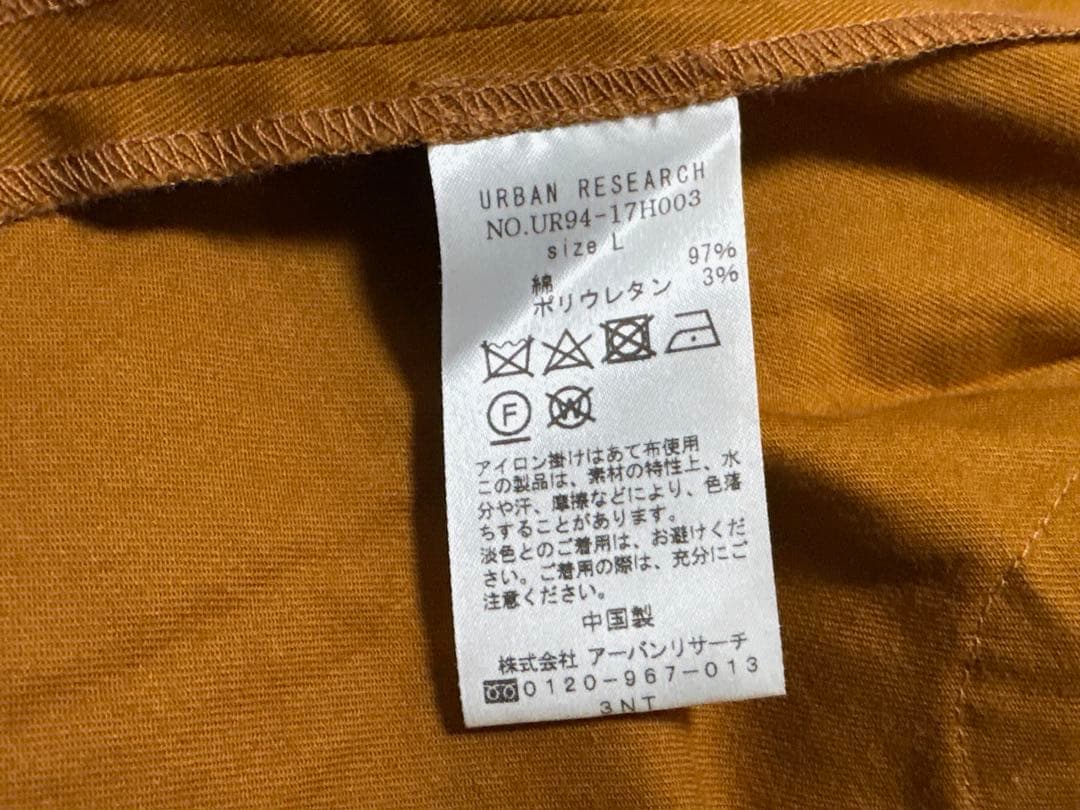 URBAN RESEARCH
NO.UR94-17H003
size L
綿 97%
ポリウレタン 3%
F
W
アイロン掛けはあて布使用
この製品は、素材の特性上、水
分や汗、摩擦などにより、色落
ちすることがあります。
淡色とのご着用は、お避けくだ
さい。ご着用の際は、充分にご
注意ください。
中国製
株式会社 アーバンリサーチ
0120-967-013
3NT